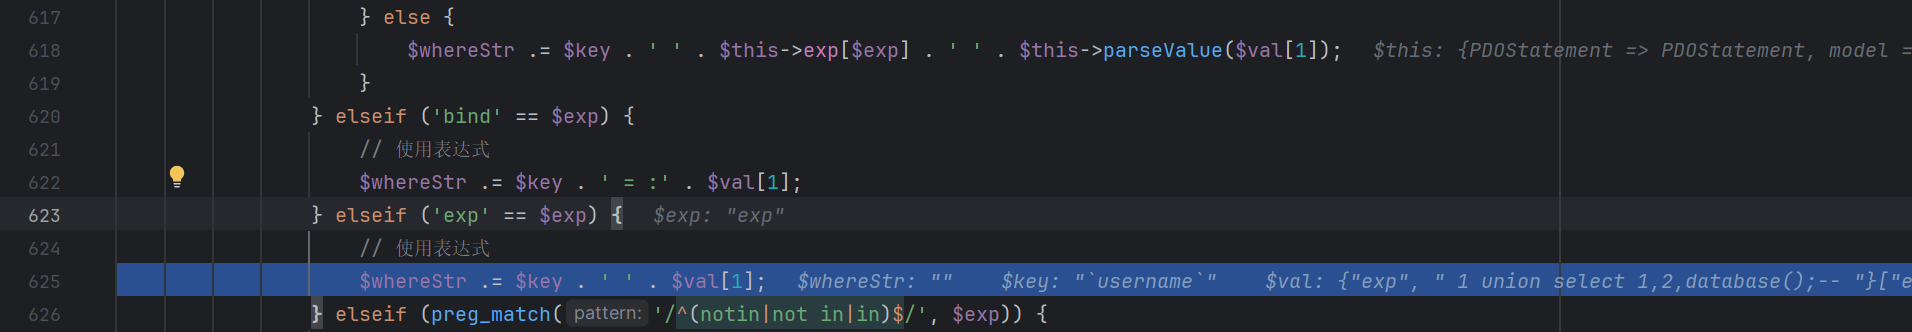 617 } else {
618 $whereStr .= $key . ' ' . $this->exp[$exp] . ' ' . $this->parseValue($val[1]); $this: {PDOStatement => PDOStatement, model =
619 }
620 } elseif ('bind' == $exp) {
621 // 使用表达式
622 $whereStr .= $key . ' = :' . $val[1];
623 } elseif ('exp' == $exp) { $exp: "exp"
624 // 使用表达式
625 $whereStr .= $key . ' ' . $val[1]; $whereStr: "" $key: "`username`" $val: {"exp", " 1 union select 1,2,database();-- "}["e
626 } elseif (preg_match( pattern: '/^(notin|not in|in)$/', $exp)) {